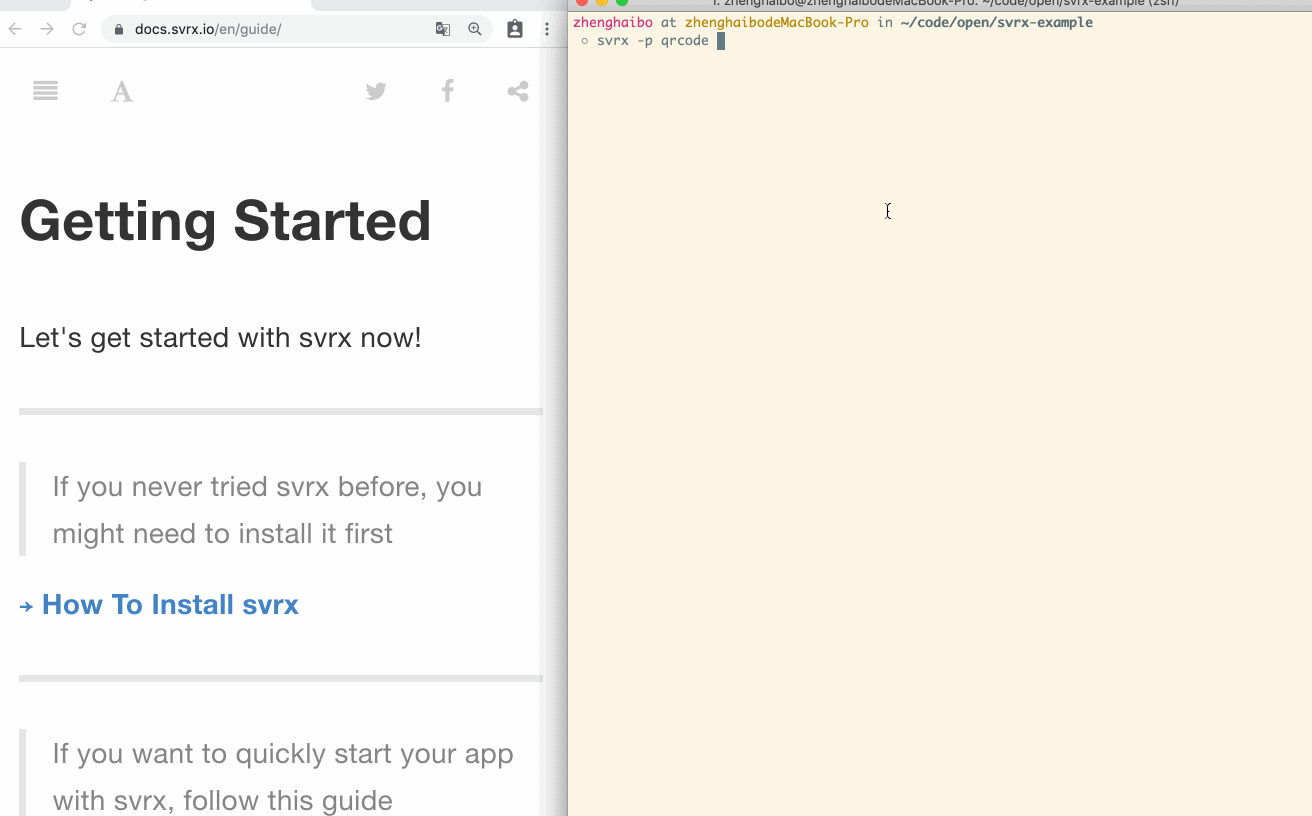 docs.svrx.io/en/guide/
A
Getting Started
Let's get started with svrx now!
If you never tried svrx before, you
might need to install it first
→ How To Install svrx
If you want to quickly start your app
with svrx, follow this guide
1. zhenghaibo@zhenghaibodeMacBook-Pro: ~/code/open/svrx-example (zsh)
zhenghaibo at zhenghaibodeMacBook-Pro in ~/code/open/svrx-example
○ svrx -p qrcode